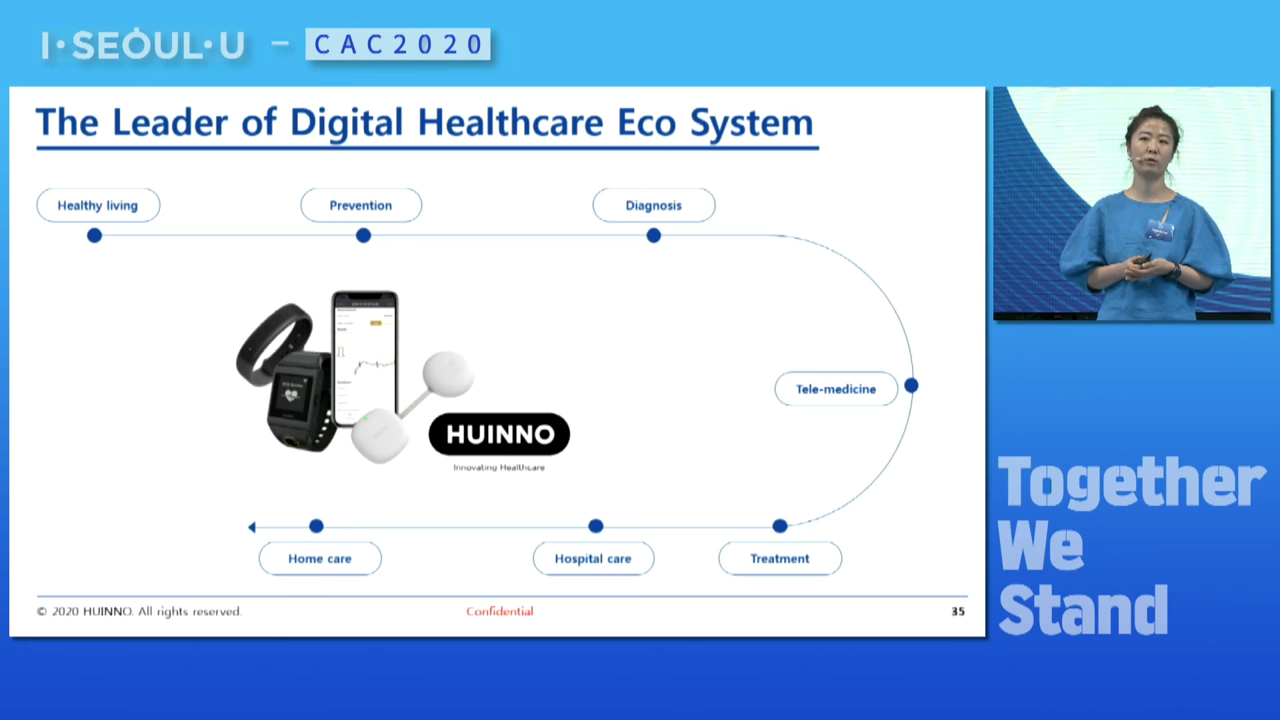 I·SEOUL·U – CAC2020
The Leader of Digital Healthcare Eco System
Healthy living
Prevention
Diagnosis
Tele-medicine
HUINNO
Innovating Healthcare
Home care
Hospital care
Treatment
© 2020 HUINNO. All rights reserved.
Confidential
35
Together
We
Stand